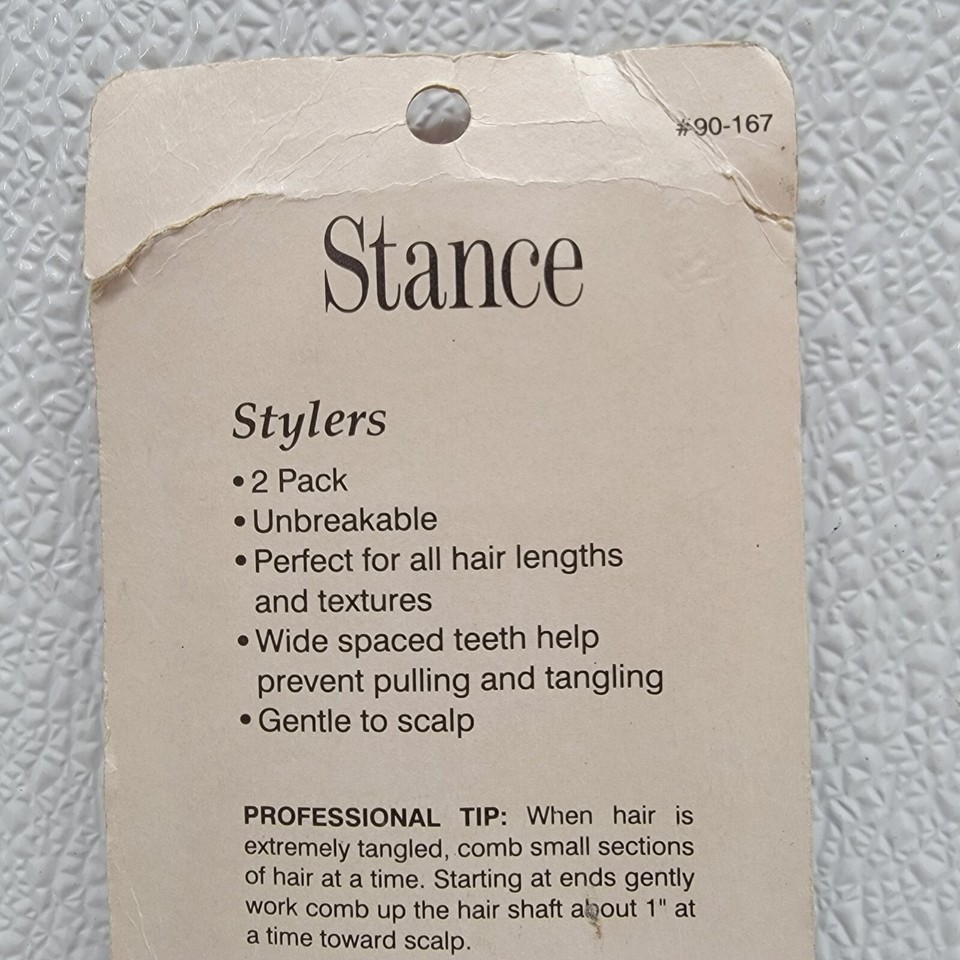 #90-167
Stance
Stylers
•2 Pack
•Unbreakable
•Perfect for all hair lengths
and textures
•Wide spaced teeth help
prevent pulling and tangling
•Gentle to scalp
PROFESSIONAL TIP: When hair is
extremely tangled, comb small sections
of hair at a time. Starting at ends gently
work comb up the hair shaft about 1" at
a time toward scalp.